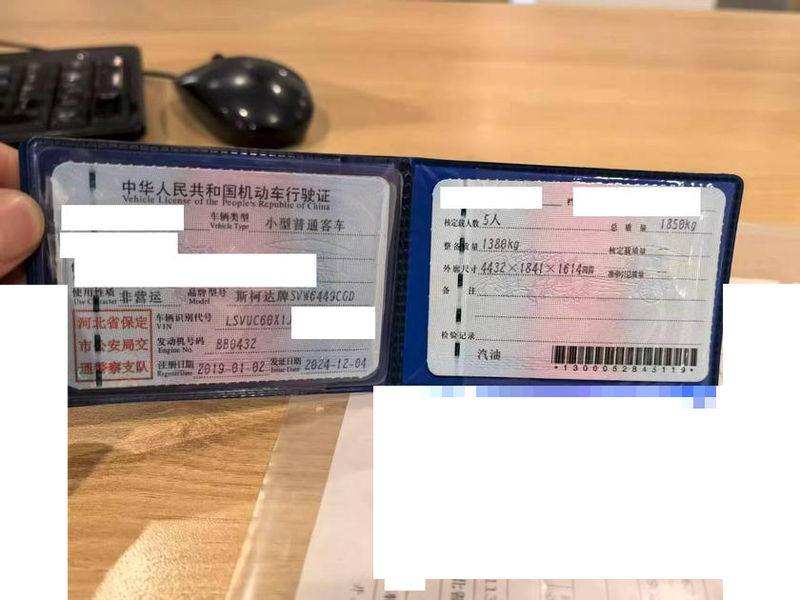 中华人民共和国机动车行驶证
Vehicle License of the People's Republic of China
车辆类型 小型普通客车
Vehicle Type
使用性质 非营运 品牌型号 斯柯达牌SVW6449CGD
Use Character Model
河北省保定
市公安局交
通警察支队
车辆识别代号 LSVUC60X1J
VIN
发动机号码 BB0432
Engine No.
注册日期 2019-01-02 发证日期 2024-12-04
Register Date Issue Date
核定载人数 5人 总质量 1850kg
整备质量 1380kg 核定载质量 --
外廓尺寸 4432×1841×1614mm 准牵引总质量 --
备注
检验记录
汽油
*1300052845119*